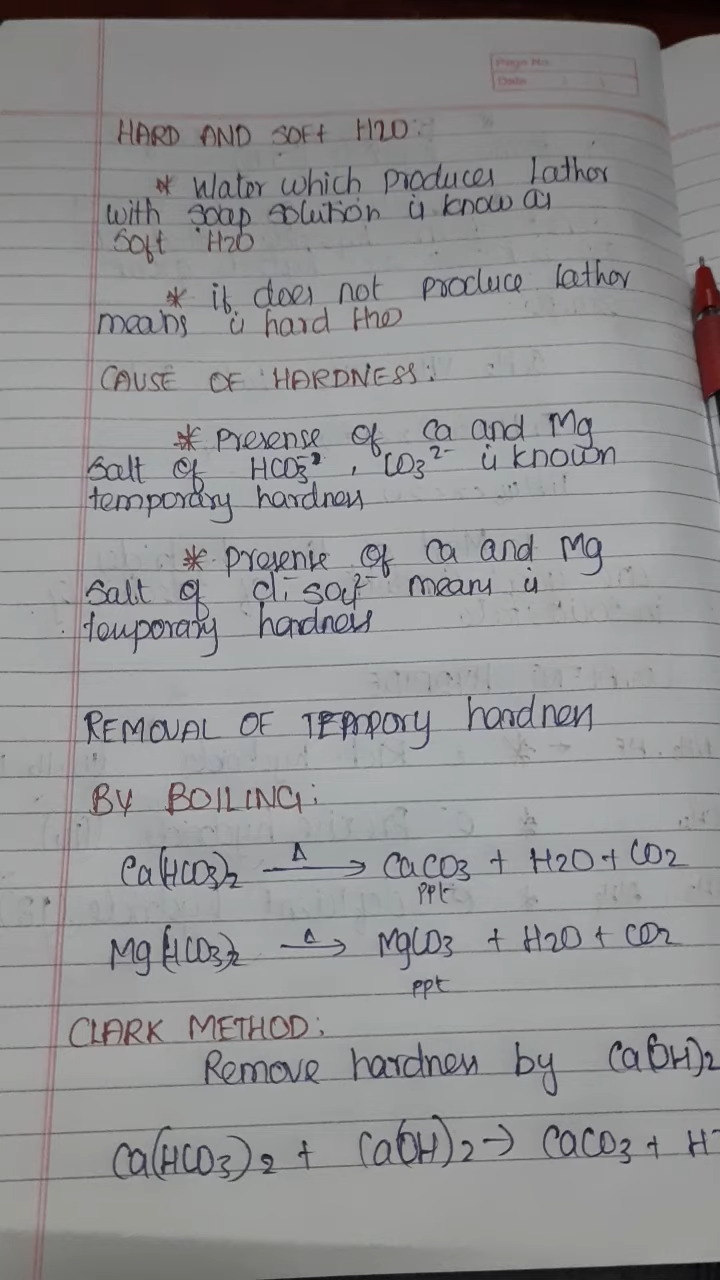 Page No.
Date
HARD AND SOFT H2O:
* Water which produces lather
with soap solution is know as
soft H2O
* if does not produce lather
means is hard H2O
CAUSE OF HARDNESS:
* presense of Ca and Mg
salt of HCO3-², CO3²- is known
temporary hardness
* presense of Ca and Mg
salt of cl; so4²- means is
temporary hardness
REMOVAL OF TEMPORY hardness
BY BOILING:
Ca(HCO3)2 Δ→ CaCO3 + H2O + CO2
ppt
Mg(HCO3)2 Δ→ MgCO3 + H2O + CO2
ppt
CLARK METHOD:
Remove hardness by Ca(OH)2
Ca(HCO3)2 + Ca(OH)2 → CaCO3 + H